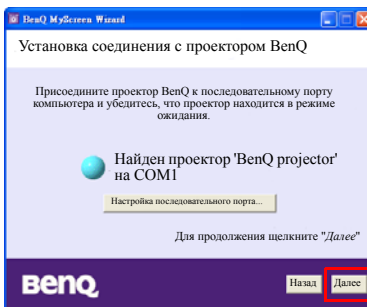 BenQ MyScreen Wizard
Установка соединения с проектором BenQ
Присоедините проектор BenQ к последовательному порту
компьютера и убедитесь, что проектор находится в режиме
ожидания.
Найден проектор 'BenQ projector'
на COM1
Настройка последовательного порта...
Для продолжения щелкните "Далее"
BenQ
Назад Далее